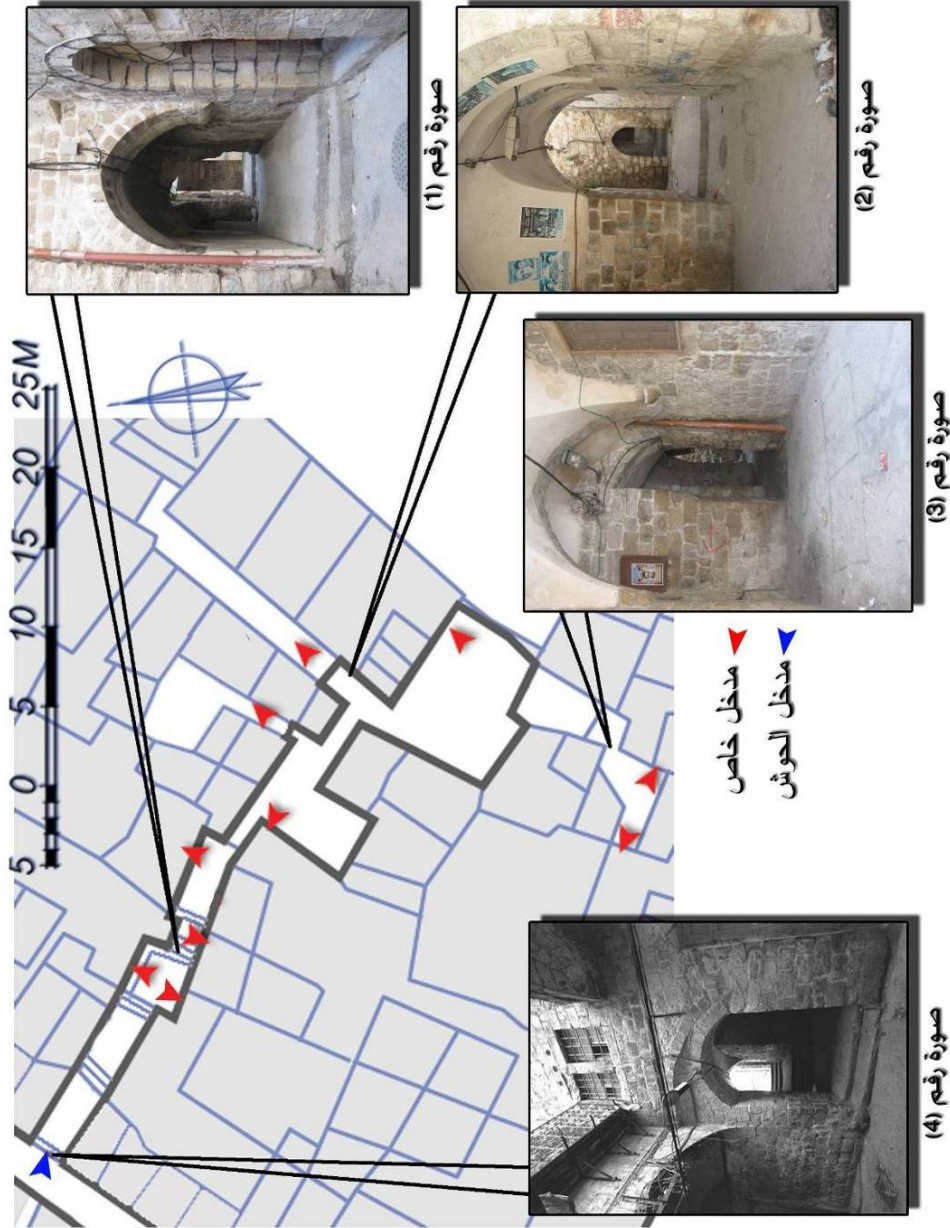 صورة رقم (1)
صورة رقم (2)
صورة رقم (3)
صورة رقم (4)
5 0 5 10 15 20 25M
مدخل خاص
مدخل الحوش